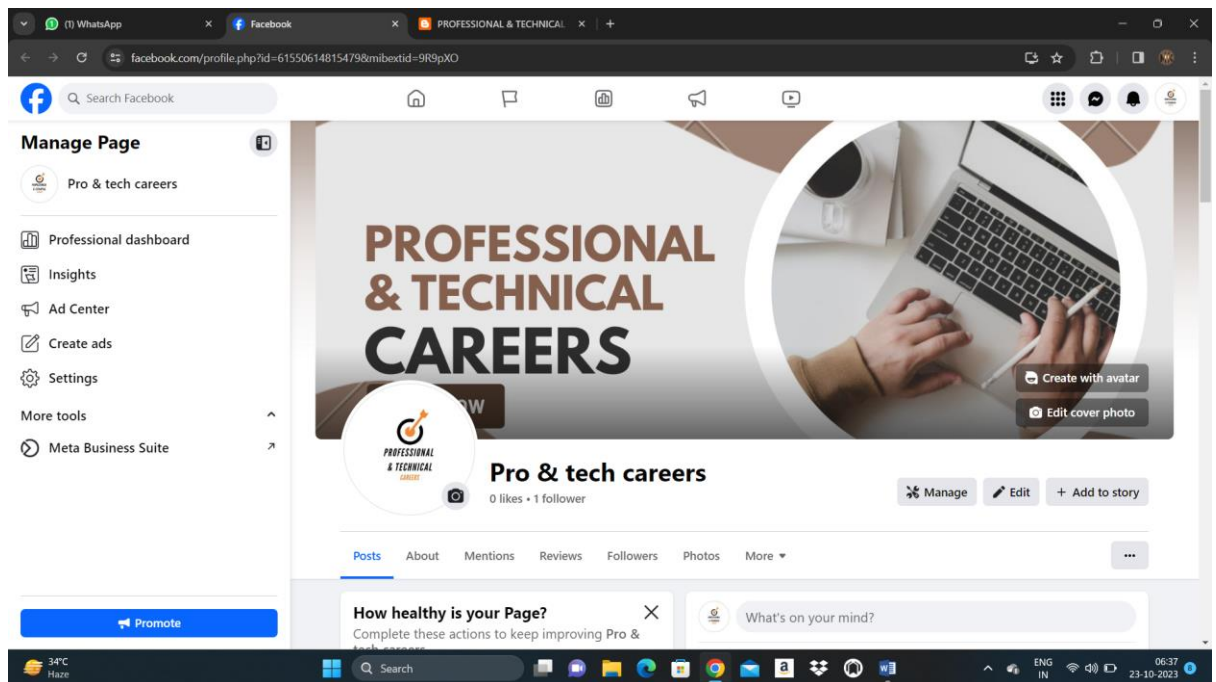 (1) WhatsApp
Facebook
PROFESSIONAL & TECHNICAL
facebook.com/profile.php?id=61550614815479&mibextid=9R9pXO
Search Facebook
Manage Page
Pro & tech careers
Professional dashboard
Insights
Ad Center
Create ads
Settings
More tools
Meta Business Suite
Promote
PROFESSIONAL
& TECHNICAL
CAREERS
Create with avatar
Edit cover photo
PROFESSIONAL
& TECHNICAL
CAREERS
Pro & tech careers
0 likes • 1 follower
Manage
Edit
+ Add to story
Posts About Mentions Reviews Followers Photos More
How healthy is your Page?
Complete these actions to keep improving Pro &
tech careers
What's on your mind?
34°C
Haze
Search
ENG
IN
06:37
23-10-2023